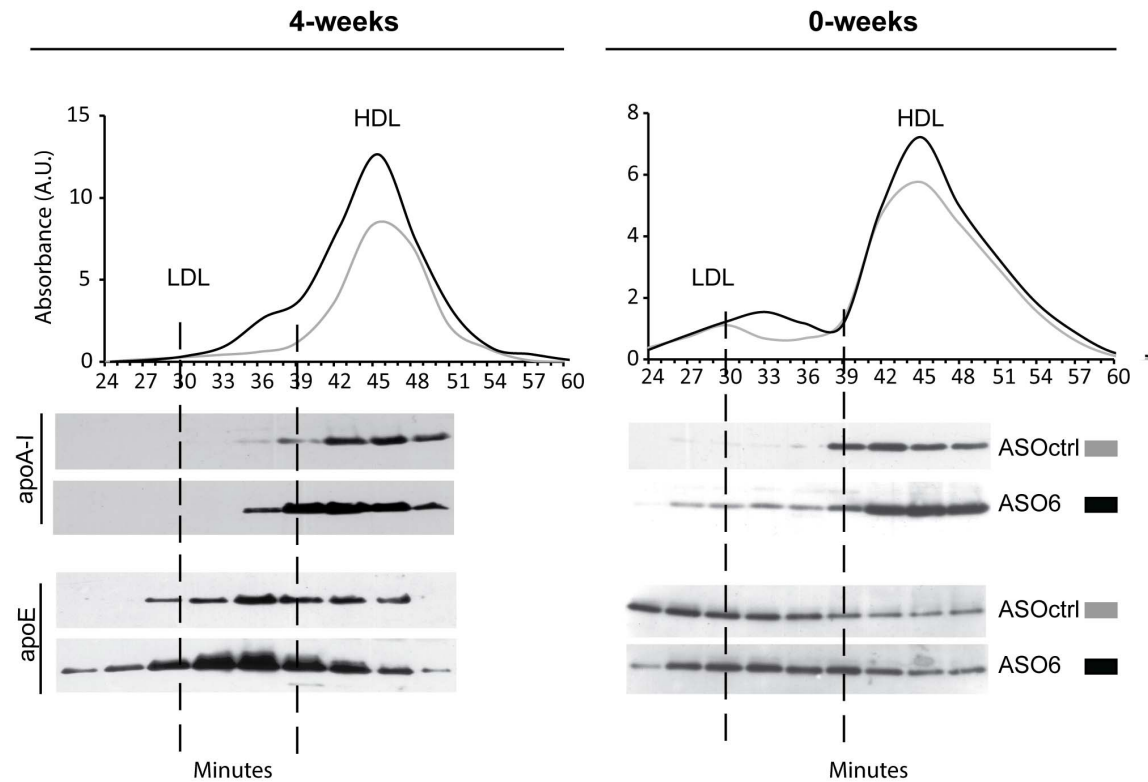 4-weeks
0-weeks
15
10
5
0
Absorbance (A.U.)
LDL
HDL
24 27 30 33 36 39 42 45 48 51 54 57 60
8
6
4
2
0
LDL
HDL
24 27 30 33 36 39 42 45 48 51 54 57 60
apoA-I
ASOctrl
ASO6
apoE
ASOctrl
ASO6
Minutes
Minutes